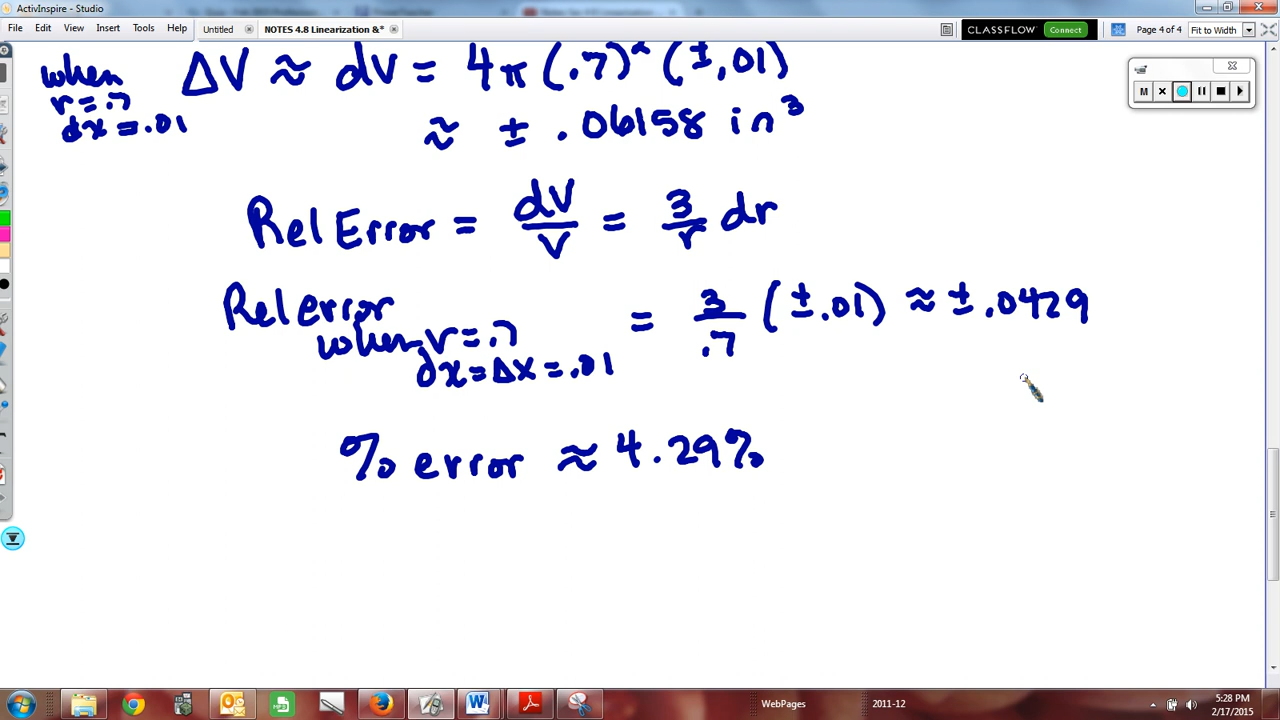 ActivInspire - Studio
File Edit View Insert Tools Help Untitled NOTES 4.8 Linearization &* CLASSFLOW Connect Page 4 of 4 Fit to Width
when ΔV ≈ dV = 4π (.7)² (±.01)
r = .7
dx = .01
≈ ± .06158 in³
Rel Error = dV/V = 3/r dr
Rel error
when r = .7
dx = Δx = .01
= 3/.7 (±.01) ≈ ±.0429
% error ≈ 4.29%
WebPages 2011-12 5:28 PM
2/17/2015